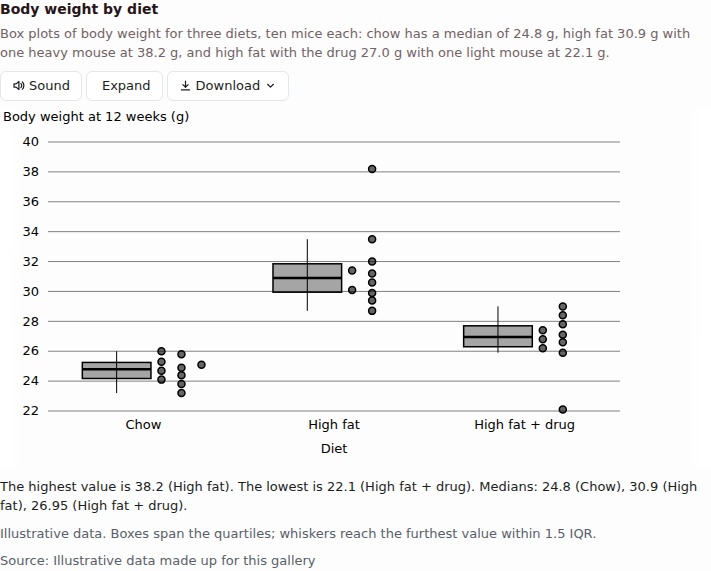 Body weight by diet
Box plots of body weight for three diets, ten mice each: chow has a median of 24.8 g, high fat 30.9 g with
one heavy mouse at 38.2 g, and high fat with the drug 27.0 g with one light mouse at 22.1 g.
Sound Expand Download
Body weight at 12 weeks (g)
40
38
36
34
32
30
28
26
24
22
Chow High fat High fat + drug
Diet
The highest value is 38.2 (High fat). The lowest is 22.1 (High fat + drug). Medians: 24.8 (Chow), 30.9 (High
fat), 26.95 (High fat + drug).
Illustrative data. Boxes span the quartiles; whiskers reach the furthest value within 1.5 IQR.
Source: Illustrative data made up for this gallery